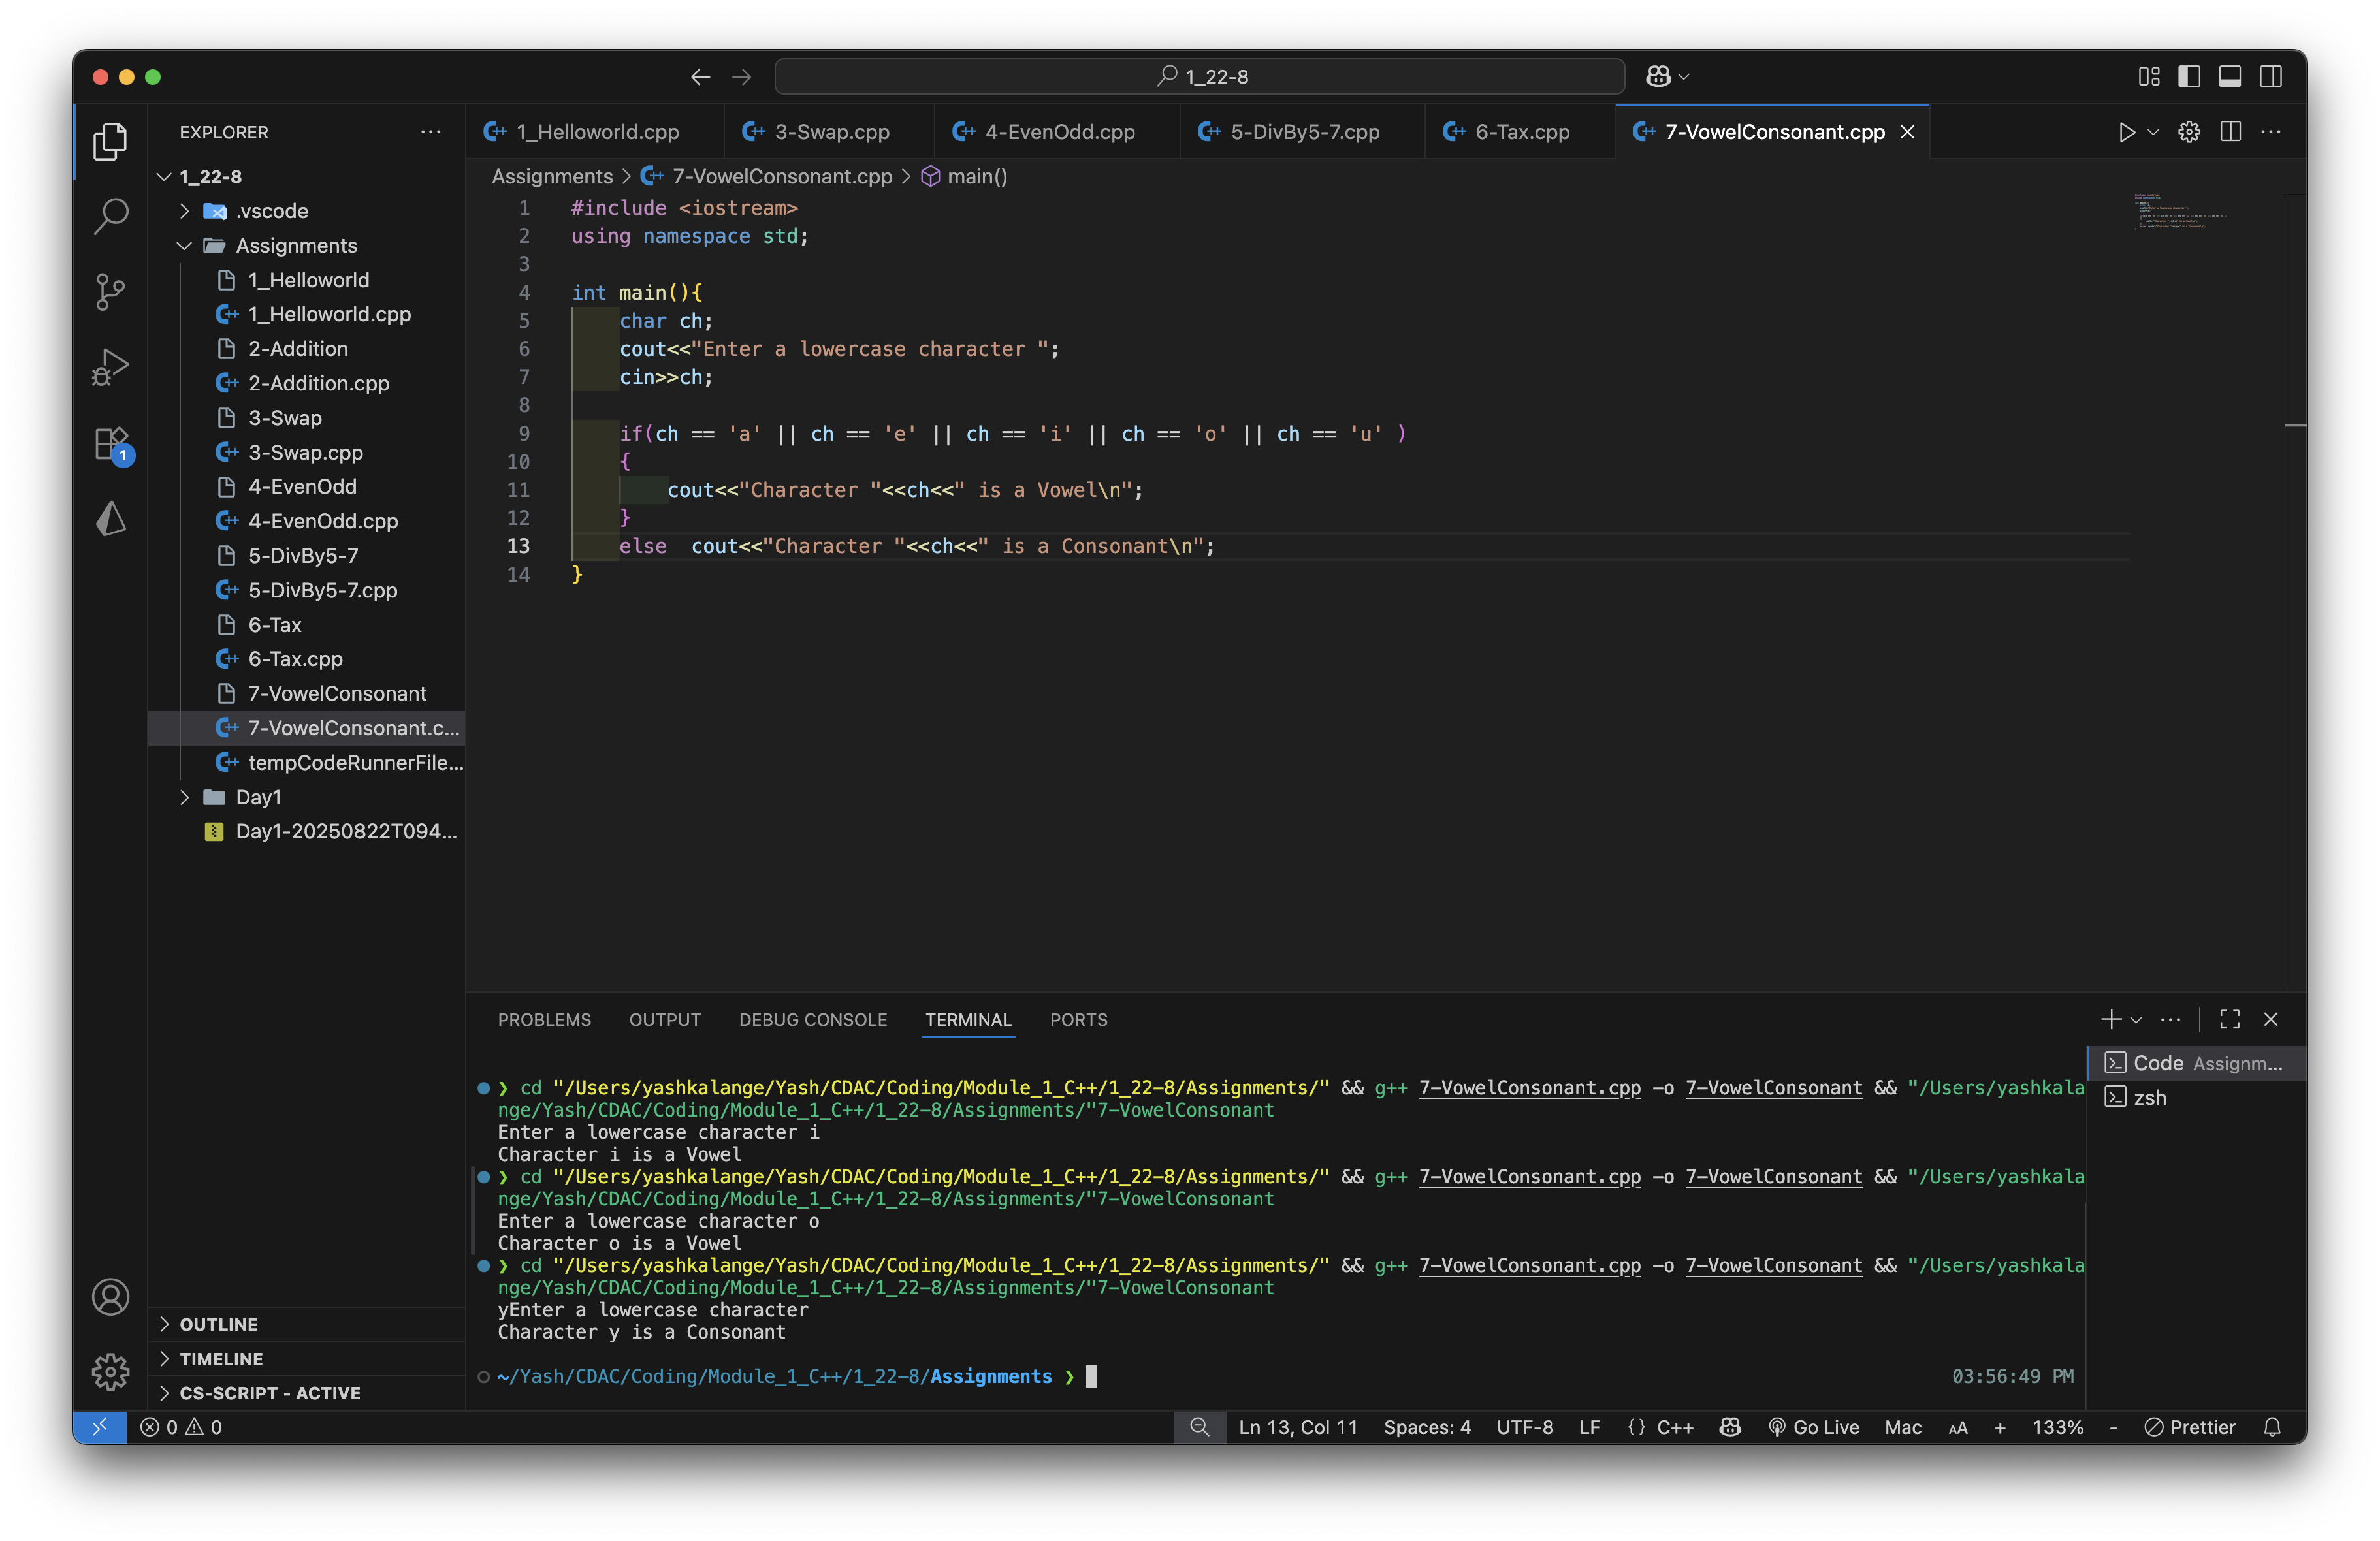 1_22-8
EXPLORER
1_22-8
.vscode
Assignments
1_Helloworld
1_Helloworld.cpp
2-Addition
2-Addition.cpp
3-Swap
3-Swap.cpp
4-EvenOdd
4-EvenOdd.cpp
5-DivBy5-7
5-DivBy5-7.cpp
6-Tax
6-Tax.cpp
7-VowelConsonant
7-VowelConsonant.c...
tempCodeRunnerFile...
Day1
Day1-20250822T094...
OUTLINE
TIMELINE
CS-SCRIPT - ACTIVE
1
1_Helloworld.cpp 3-Swap.cpp 4-EvenOdd.cpp 5-DivBy5-7.cpp 6-Tax.cpp 7-VowelConsonant.cpp
Assignments > 7-VowelConsonant.cpp > main()
1 #include <iostream>
2 using namespace std;
3
4 int main(){
5 char ch;
6 cout<<"Enter a lowercase character ";
7 cin>>ch;
8
9 if(ch == 'a' || ch == 'e' || ch == 'i' || ch == 'o' || ch == 'u' )
10 {
11 cout<<"Character "<<ch<<" is a Vowel\n";
12 }
13 else  cout<<"Character "<<ch<<" is a Consonant\n";
14 }
PROBLEMS OUTPUT DEBUG CONSOLE TERMINAL PORTS
❯ cd "/Users/yashkalange/Yash/CDAC/Coding/Module_1_C++/1_22-8/Assignments/" && g++ 7-VowelConsonant.cpp -o 7-VowelConsonant && "/Users/yashkala
nge/Yash/CDAC/Coding/Module_1_C++/1_22-8/Assignments/"7-VowelConsonant
Enter a lowercase character i
Character i is a Vowel
❯ cd "/Users/yashkalange/Yash/CDAC/Coding/Module_1_C++/1_22-8/Assignments/" && g++ 7-VowelConsonant.cpp -o 7-VowelConsonant && "/Users/yashkala
nge/Yash/CDAC/Coding/Module_1_C++/1_22-8/Assignments/"7-VowelConsonant
Enter a lowercase character o
Character o is a Vowel
❯ cd "/Users/yashkalange/Yash/CDAC/Coding/Module_1_C++/1_22-8/Assignments/" && g++ 7-VowelConsonant.cpp -o 7-VowelConsonant && "/Users/yashkala
nge/Yash/CDAC/Coding/Module_1_C++/1_22-8/Assignments/"7-VowelConsonant
yEnter a lowercase character
Character y is a Consonant
~/Yash/CDAC/Coding/Module_1_C++/1_22-8/Assignments ❯ 03:56:49 PM
Code Assignm...
zsh
0 0 Ln 13, Col 11 Spaces: 4 UTF-8 LF {} C++ Go Live Mac AA + 133% - Prettier